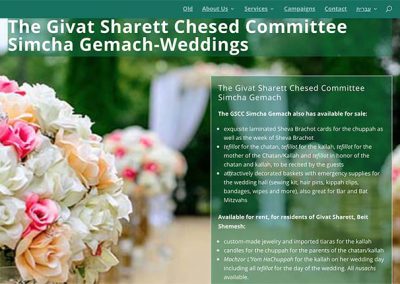 Old About Us Services Campaigns Contact עברית
The Givat Sharett Chesed Committee
Simcha Gemach-Weddings
The Givat Sharett Chesed Committee
Simcha Gemach
The GSCC Simcha Gemach also has available for sale:
exquisite laminated Sheva Brachot cards for the chuppah as
well as the week of Sheva Brachot
tefillot for the chatan, tefillot for the kallah, tefillot for the
mother of the Chatan/Kallah and tefillot in honor of the
chatan and kallah, to be recited by the guests
attractively decorated baskets with emergency supplies for
the wedding hall (sewing kit, hair pins, kippah clips,
bandages, wipes and more), also great for Bar and Bat
Mitzvahs
Available for rent, for residents of Givat Sharett, Beit
Shemesh:
custom-made jewelry and imported tiaras for the kallah
candles for the chuppah for the parents of the chatan/kallah
Machzor L'Yom HaChuppah for the kallah on her wedding day
including all tefillot for the day of the wedding. All nusachs
available.